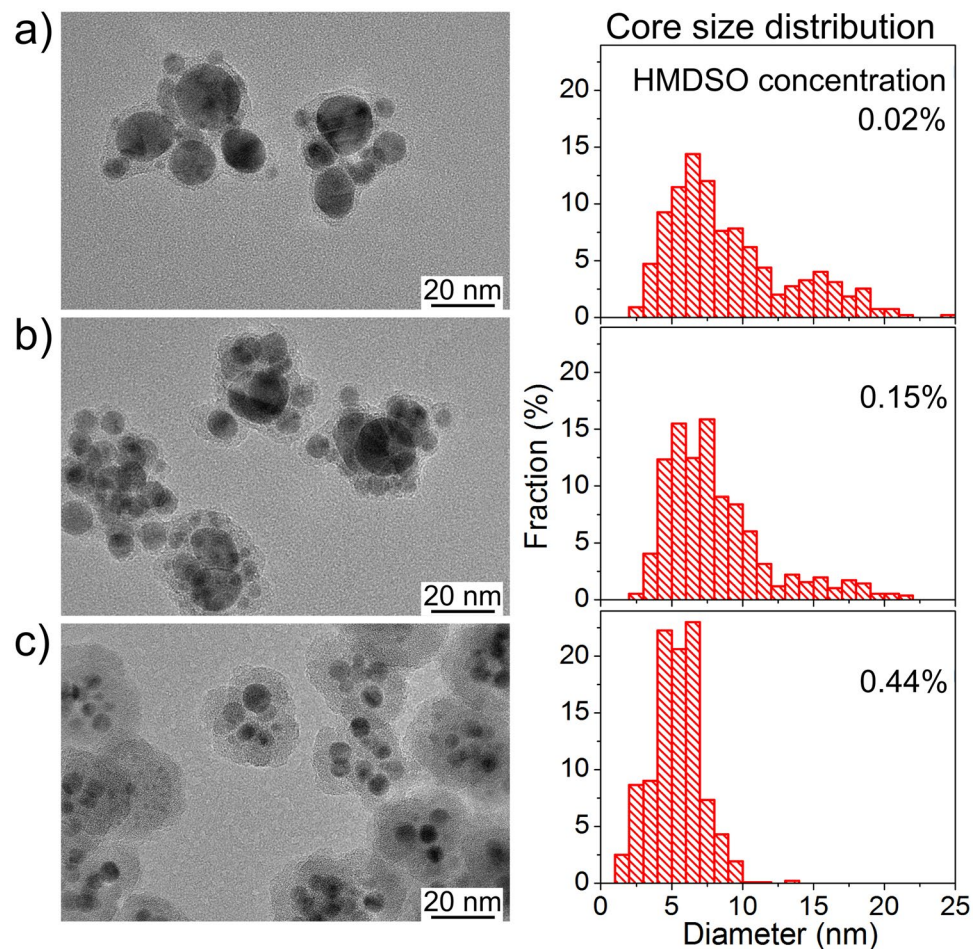 a)
20 nm
b)
20 nm
c)
20 nm
Core size distribution
HMDSO concentration
0.02%
20
15
10
5
0
0.15%
20
15
10
5
0
0.44%
20
15
10
5
0
Fraction (%)
0 5 10 15 20 25
Diameter (nm)